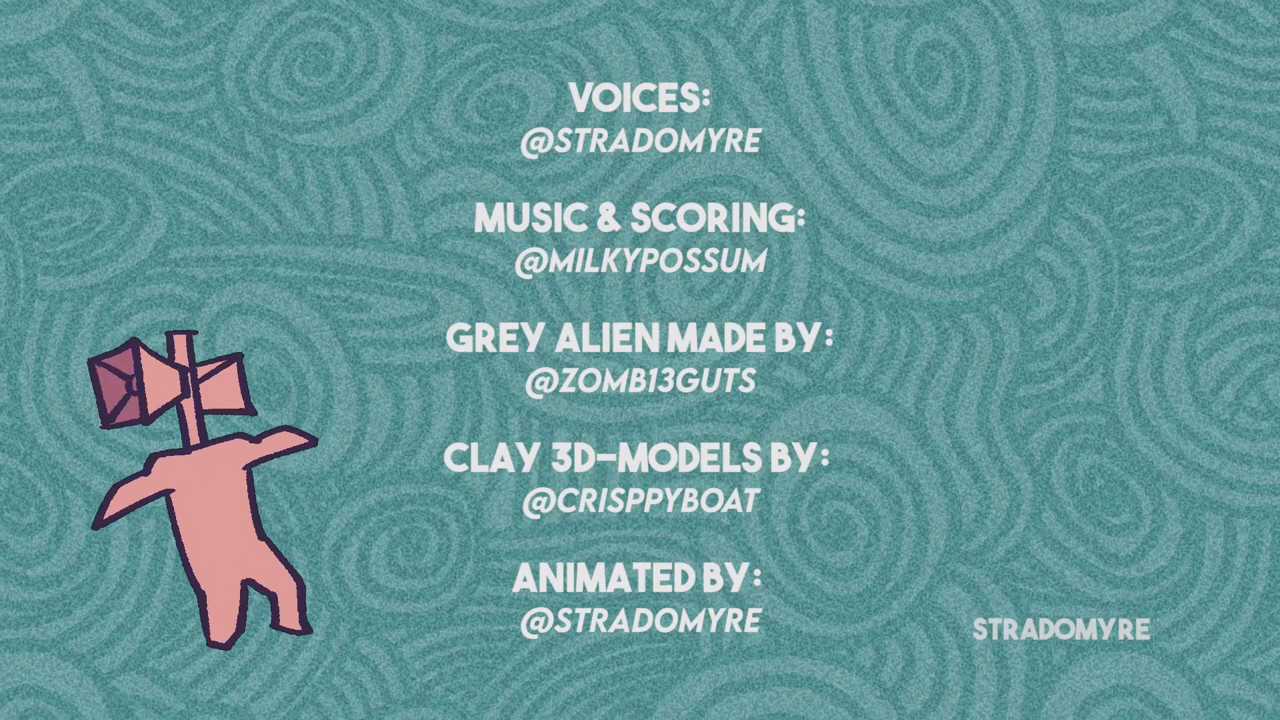 VOICES:
@STRADOMYRE
MUSIC & SCORING:
@MILKYPOSSUM
GREY ALIEN MADE BY:
@ZOMB13GUTS
CLAY 3D-MODELS BY:
@CRISPPYBOAT
ANIMATED BY:
@STRADOMYRE
STRADOMYRE